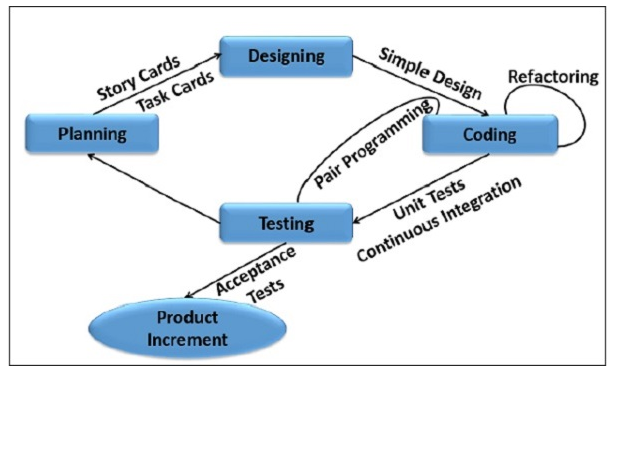 Designing
Story Cards
Task Cards
Simple Design
Refactoring
Planning
Pair Programming
Coding
Unit Tests
Continuous Integration
Testing
Acceptance
Tests
Product
Increment